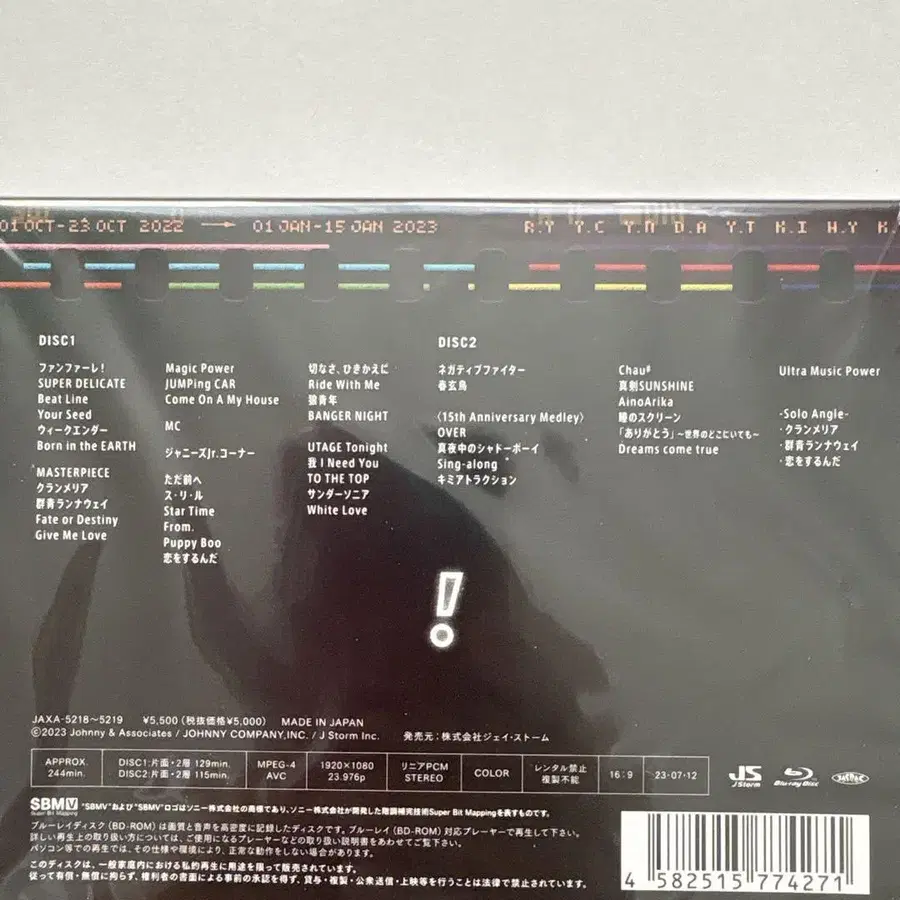 01 OCT-23 OCT 2022 → 01 JAN-15 JAN 2023
R.Y Y.C Y.N D.A Y.T K.I H.Y K.
DISC1
ファンファーレ!
SUPER DELICATE
Beat Line
Your Seed
ウィークエンダー
Born in the EARTH
MASTERPIECE
クランメリア
群青ランナウェイ
Fate or Destiny
Give Me Love
Magic Power
JUMPing CAR
Come On A My House
MC
ジャニーズJr.コーナー
ただ前へ
ス・リ・ル
Star Time
From.
Puppy Boo
恋をするんだ
切なさ、ひきかえに
Ride With Me
狼青年
BANGER NIGHT
UTAGE Tonight
我 I Need You
TO THE TOP
サンダーソニア
White Love
DISC2
ネガティブファイター
春玄鳥
〈15th Anniversary Medley〉
OVER
真夜中のシャドーボーイ
Sing-along
キミアトラクション
Chau#
真剣SUNSHINE
AinoArika
瞳のスクリーン
「ありがとう」~世界のどこにいても~
Dreams come true
Ultra Music Power
-Solo Angle-
・クランメリア
・群青ランナウェイ
・恋をするんだ
!
JAXA-5218~5219 ¥5,500 (税抜価格¥5,000) MADE IN JAPAN
©2023 Johnny & Associates / JOHNNY COMPANY,INC. / J Storm Inc. 発売元:株式会社ジェイ・ストーム
APPROX. 244min.
DISC1:片面・2層 129min.
DISC2:片面・2層 115min.
MPEG-4 AVC
1920×1080 23.976p
リニアPCM STEREO
COLOR
レンタル禁止 複製不能
16:9
23・07・12
JS J Storm
Blu-ray Disc
SBMV Super Bit Mapping "SBMV"および"SBMV"ロゴはソニー株式会社の商標であり、ソニー株式会社が開発した階調補完技術Super Bit Mappingを表すものです。
ブルーレイディスク(BD-ROM)は画質と音声を高密度に記録したディスクです。ブルーレイ(BD-ROM)対応プレーヤーで再生して下さい。
詳しい再生上の取り扱い方については、ご使用になるプレーヤーなどの取り扱い説明書をあわせてご覧下さい。
パソコン等での再生では、その仕様や環境により、正常な動作をしない場合があります。
このディスクは、一般家庭内における私的再生に用途を限って販売されています。
従って有償・無償に拘らず、権利者の書面による事前の承認を得ず、貸与・複製・公衆送信・上映等を行うことは法律で禁止されています。
4 582515 774271